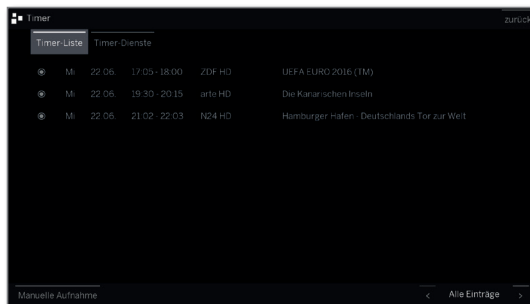 Timer zurück
Timer-Liste Timer-Dienste
Mi 22.06. 17:05 - 18:00 ZDF HD UEFA EURO 2016 (TM)
Mi 22.06. 19:30 - 20:15 arte HD Die Kanarischen Inseln
Mi 22.06. 21:02 - 22:03 N24 HD Hamburger Hafen - Deutschlands Tor zur Welt
Manuelle Aufnahme < Alle Einträge >